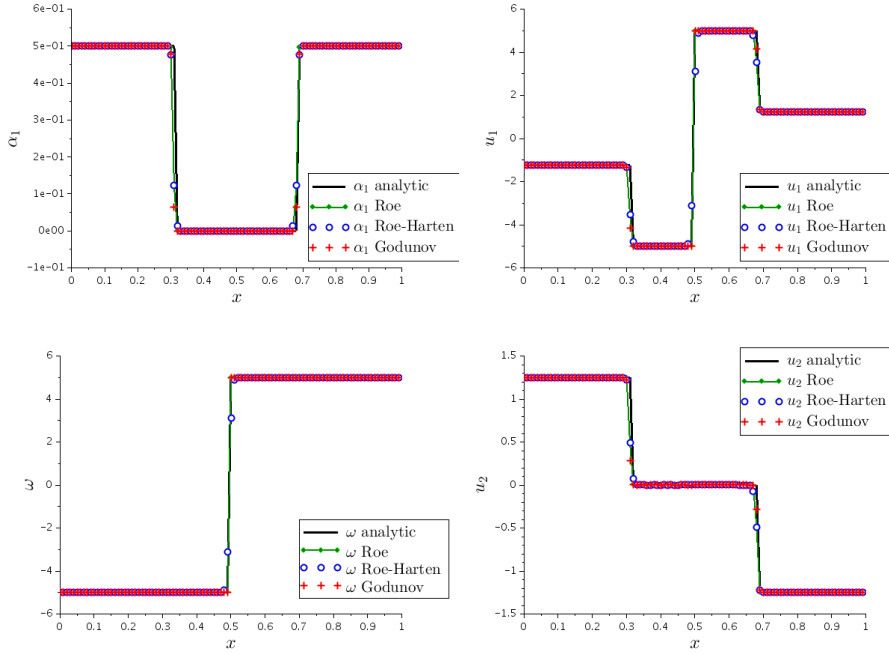 5e-01
4e-01
3e-01
2e-01
1e-01
0e00
-1e-01
α₁
0 0.1 0.2 0.3 0.4 0.5 0.6 0.7 0.8 0.9 1
x
α₁ analytic
α₁ Roe
α₁ Roe-Harten
α₁ Godunov
4
2
0
-2
-4
-6
u₁
0 0.1 0.2 0.3 0.4 0.5 0.6 0.7 0.8 0.9 1
x
u₁ analytic
u₁ Roe
u₁ Roe-Harten
u₁ Godunov
6
4
2
0
-2
-4
-6
ω
0 0.1 0.2 0.3 0.4 0.5 0.6 0.7 0.8 0.9 1
x
ω analytic
ω Roe
ω Roe-Harten
ω Godunov
1.5
1
0.5
0
-0.5
-1
-1.5
u₂
0 0.1 0.2 0.3 0.4 0.5 0.6 0.7 0.8 0.9 1
x
u₂ analytic
u₂ Roe
u₂ Roe-Harten
u₂ Godunov